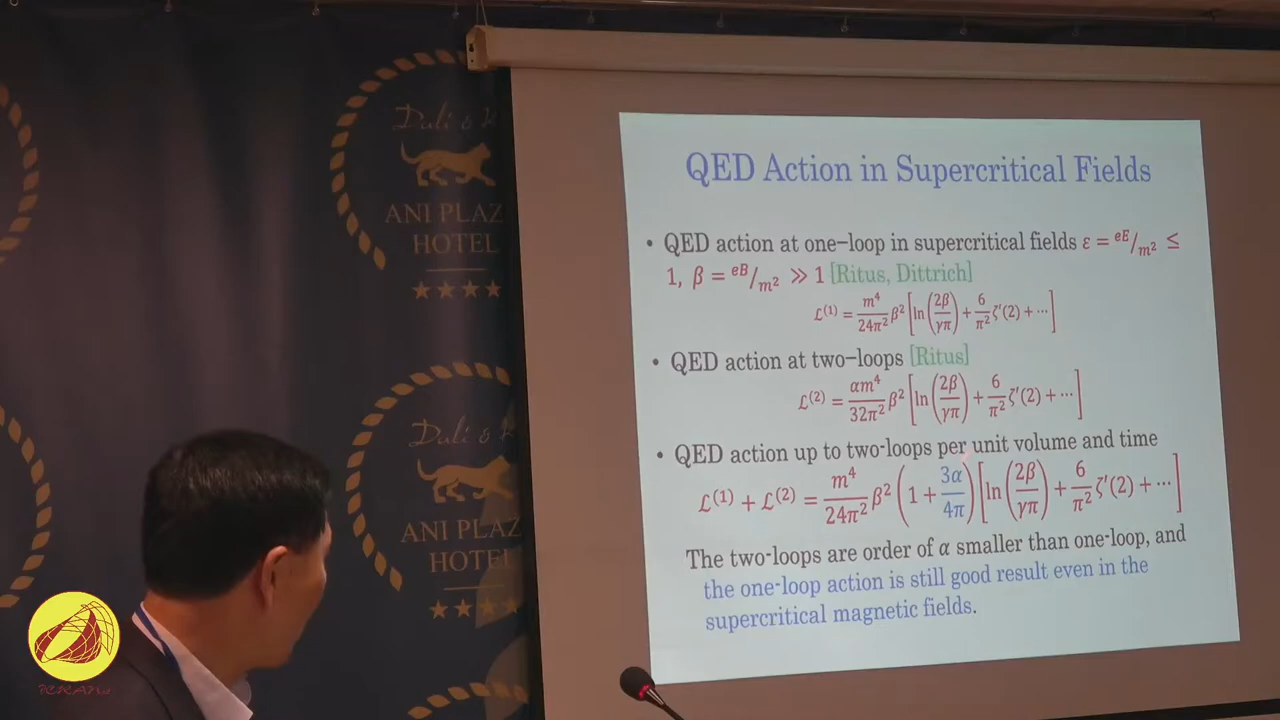 Duli &
ANI PLAZ
HOTEL
Duli &
ANI PLAZ
HOTEL
QED Action in Supercritical Fields
• QED action at one-loop in supercritical fields ε = eE/m² ≤
1, β = eB/m² ≫ 1 [Ritus, Dittrich]
ℒ⁽¹⁾ = m⁴/24π² β² [ln(2β/γπ) + 6/π² ζ′(2) + ⋯]
• QED action at two-loops [Ritus]
ℒ⁽²⁾ = αm⁴/32π² β² [ln(2β/γπ) + 6/π² ζ′(2) + ⋯]
• QED action up to two-loops per unit volume and time
ℒ⁽¹⁾ + ℒ⁽²⁾ = m⁴/24π² β² (1 + 3α/4π) [ln(2β/γπ) + 6/π² ζ′(2) + ⋯]
The two-loops are order of α smaller than one-loop, and
the one-loop action is still good result even in the
supercritical magnetic fields.